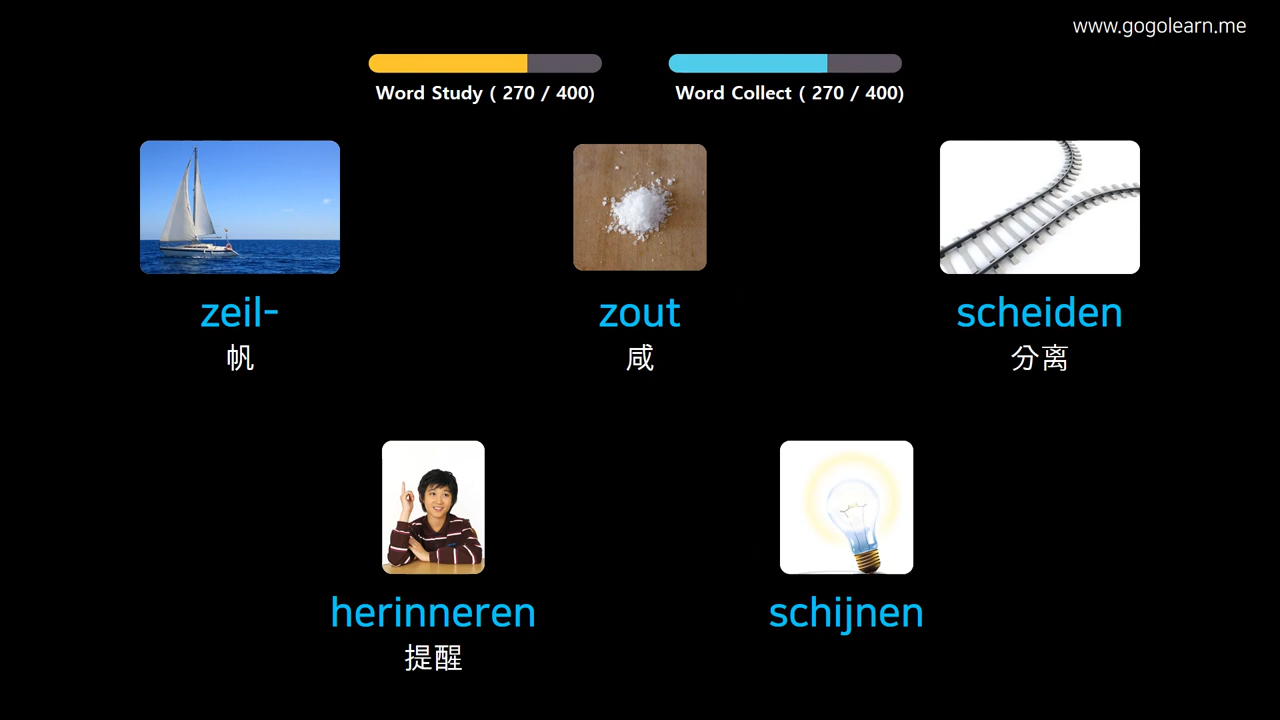 www.gogolearn.me
Word Study ( 270 / 400)
Word Collect ( 270 / 400)
zeil-
帆
zout
咸
scheiden
分离
herinneren
提醒
schijnen